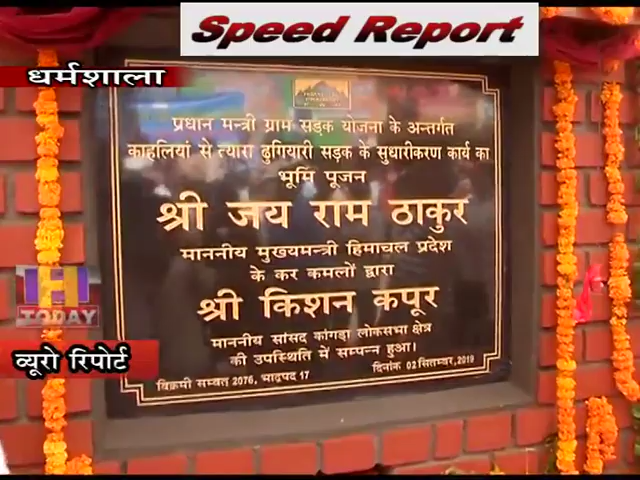 Speed Report
धर्मशाला
प्रधान मन्त्री ग्राम सड़क योजना के अन्तर्गत
काहलियां से त्यारा ढुगियारी सड़क के सुधारीकरण कार्य का
भूमि पूजन
श्री जय राम ठाकुर
माननीय मुख्यमन्त्री हिमाचल प्रदेश
के कर कमलों द्वारा
श्री किशन कपूर
माननीय सांसद कांगड़ा लोकसभा क्षेत्र
की उपस्थिति में सम्पन्न हुआ।
विक्रमी सम्वत 2076, भाद्रपद 17
दिनांक 02 सितम्बर, 2019
H
TODAY
ब्यूरो रिपोर्ट